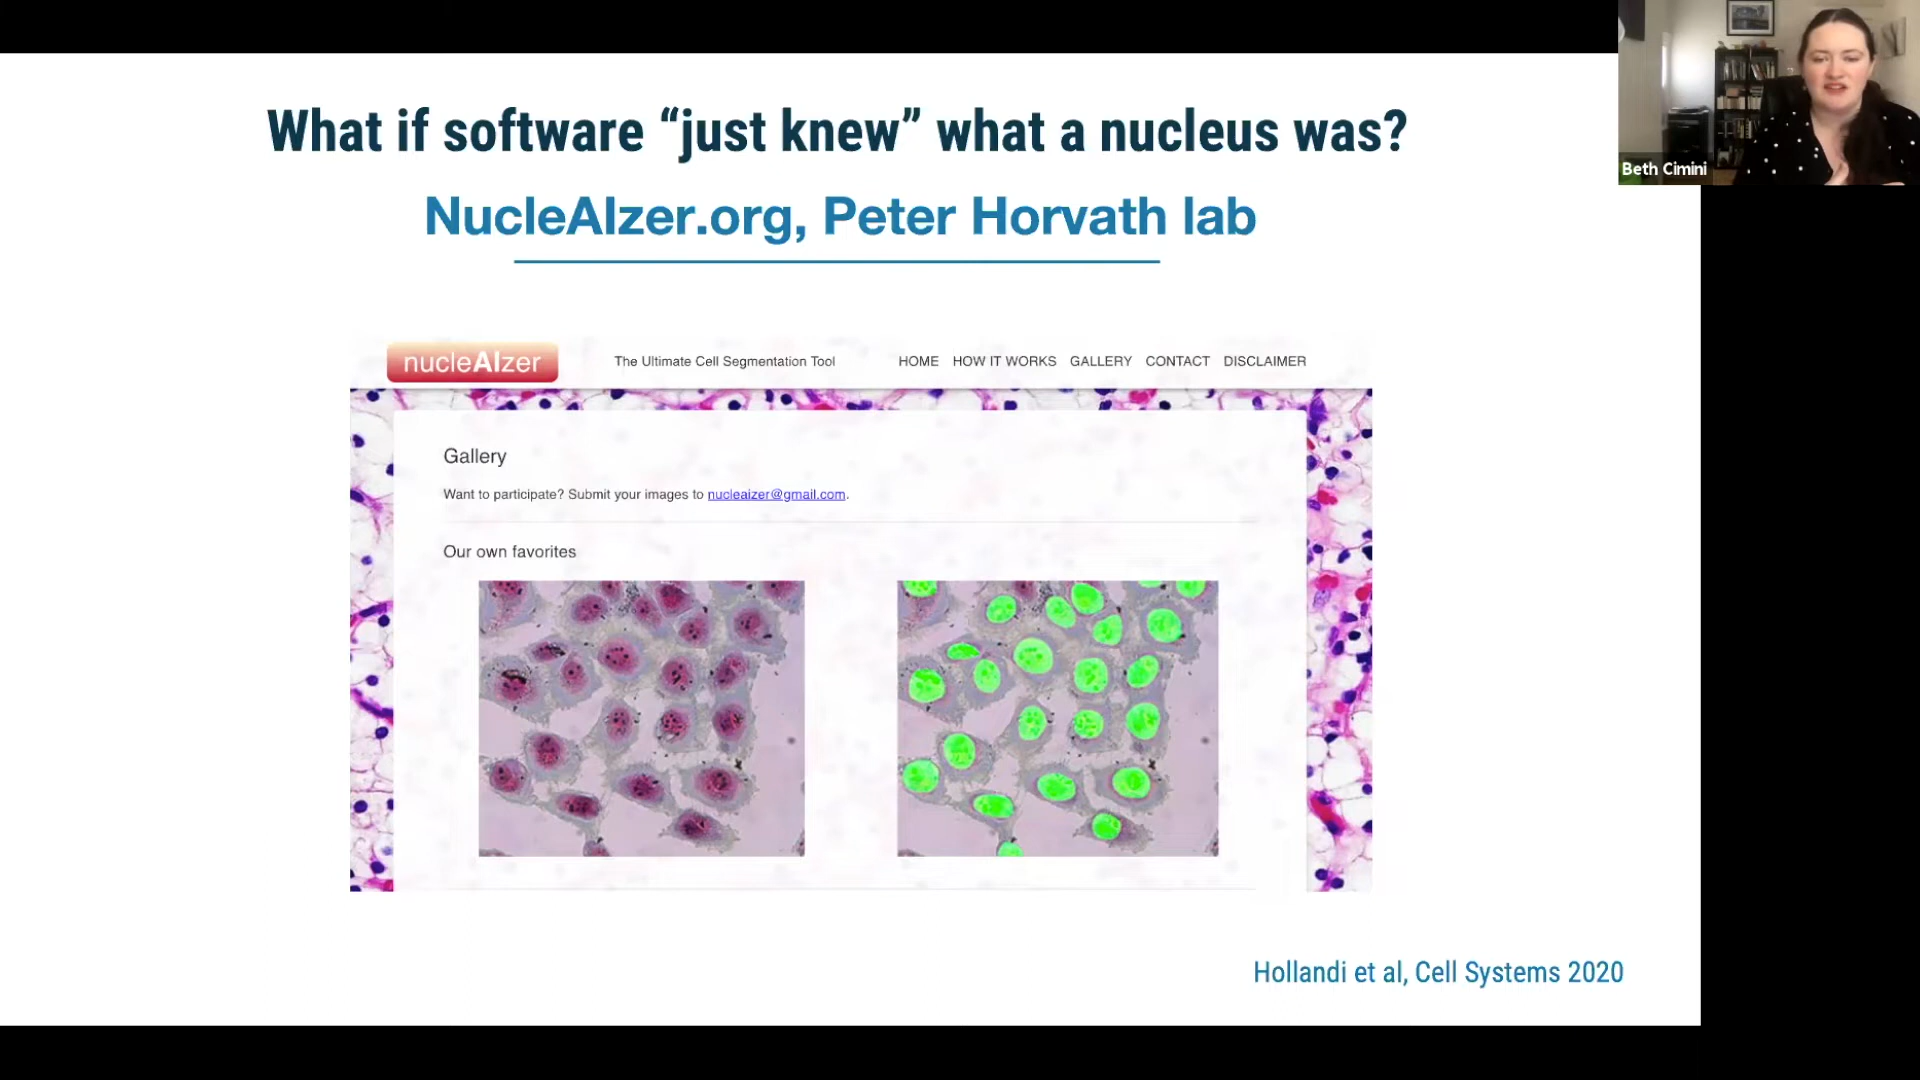 What if software “just knew” what a nucleus was?
NucleAIzer.org, Peter Horvath lab
Beth Cimini
nucleAIzer
The Ultimate Cell Segmentation Tool
HOME HOW IT WORKS GALLERY CONTACT DISCLAIMER
Gallery
Want to participate? Submit your images to nucleaizer@gmail.com.
Our own favorites
Hollandi et al, Cell Systems 2020